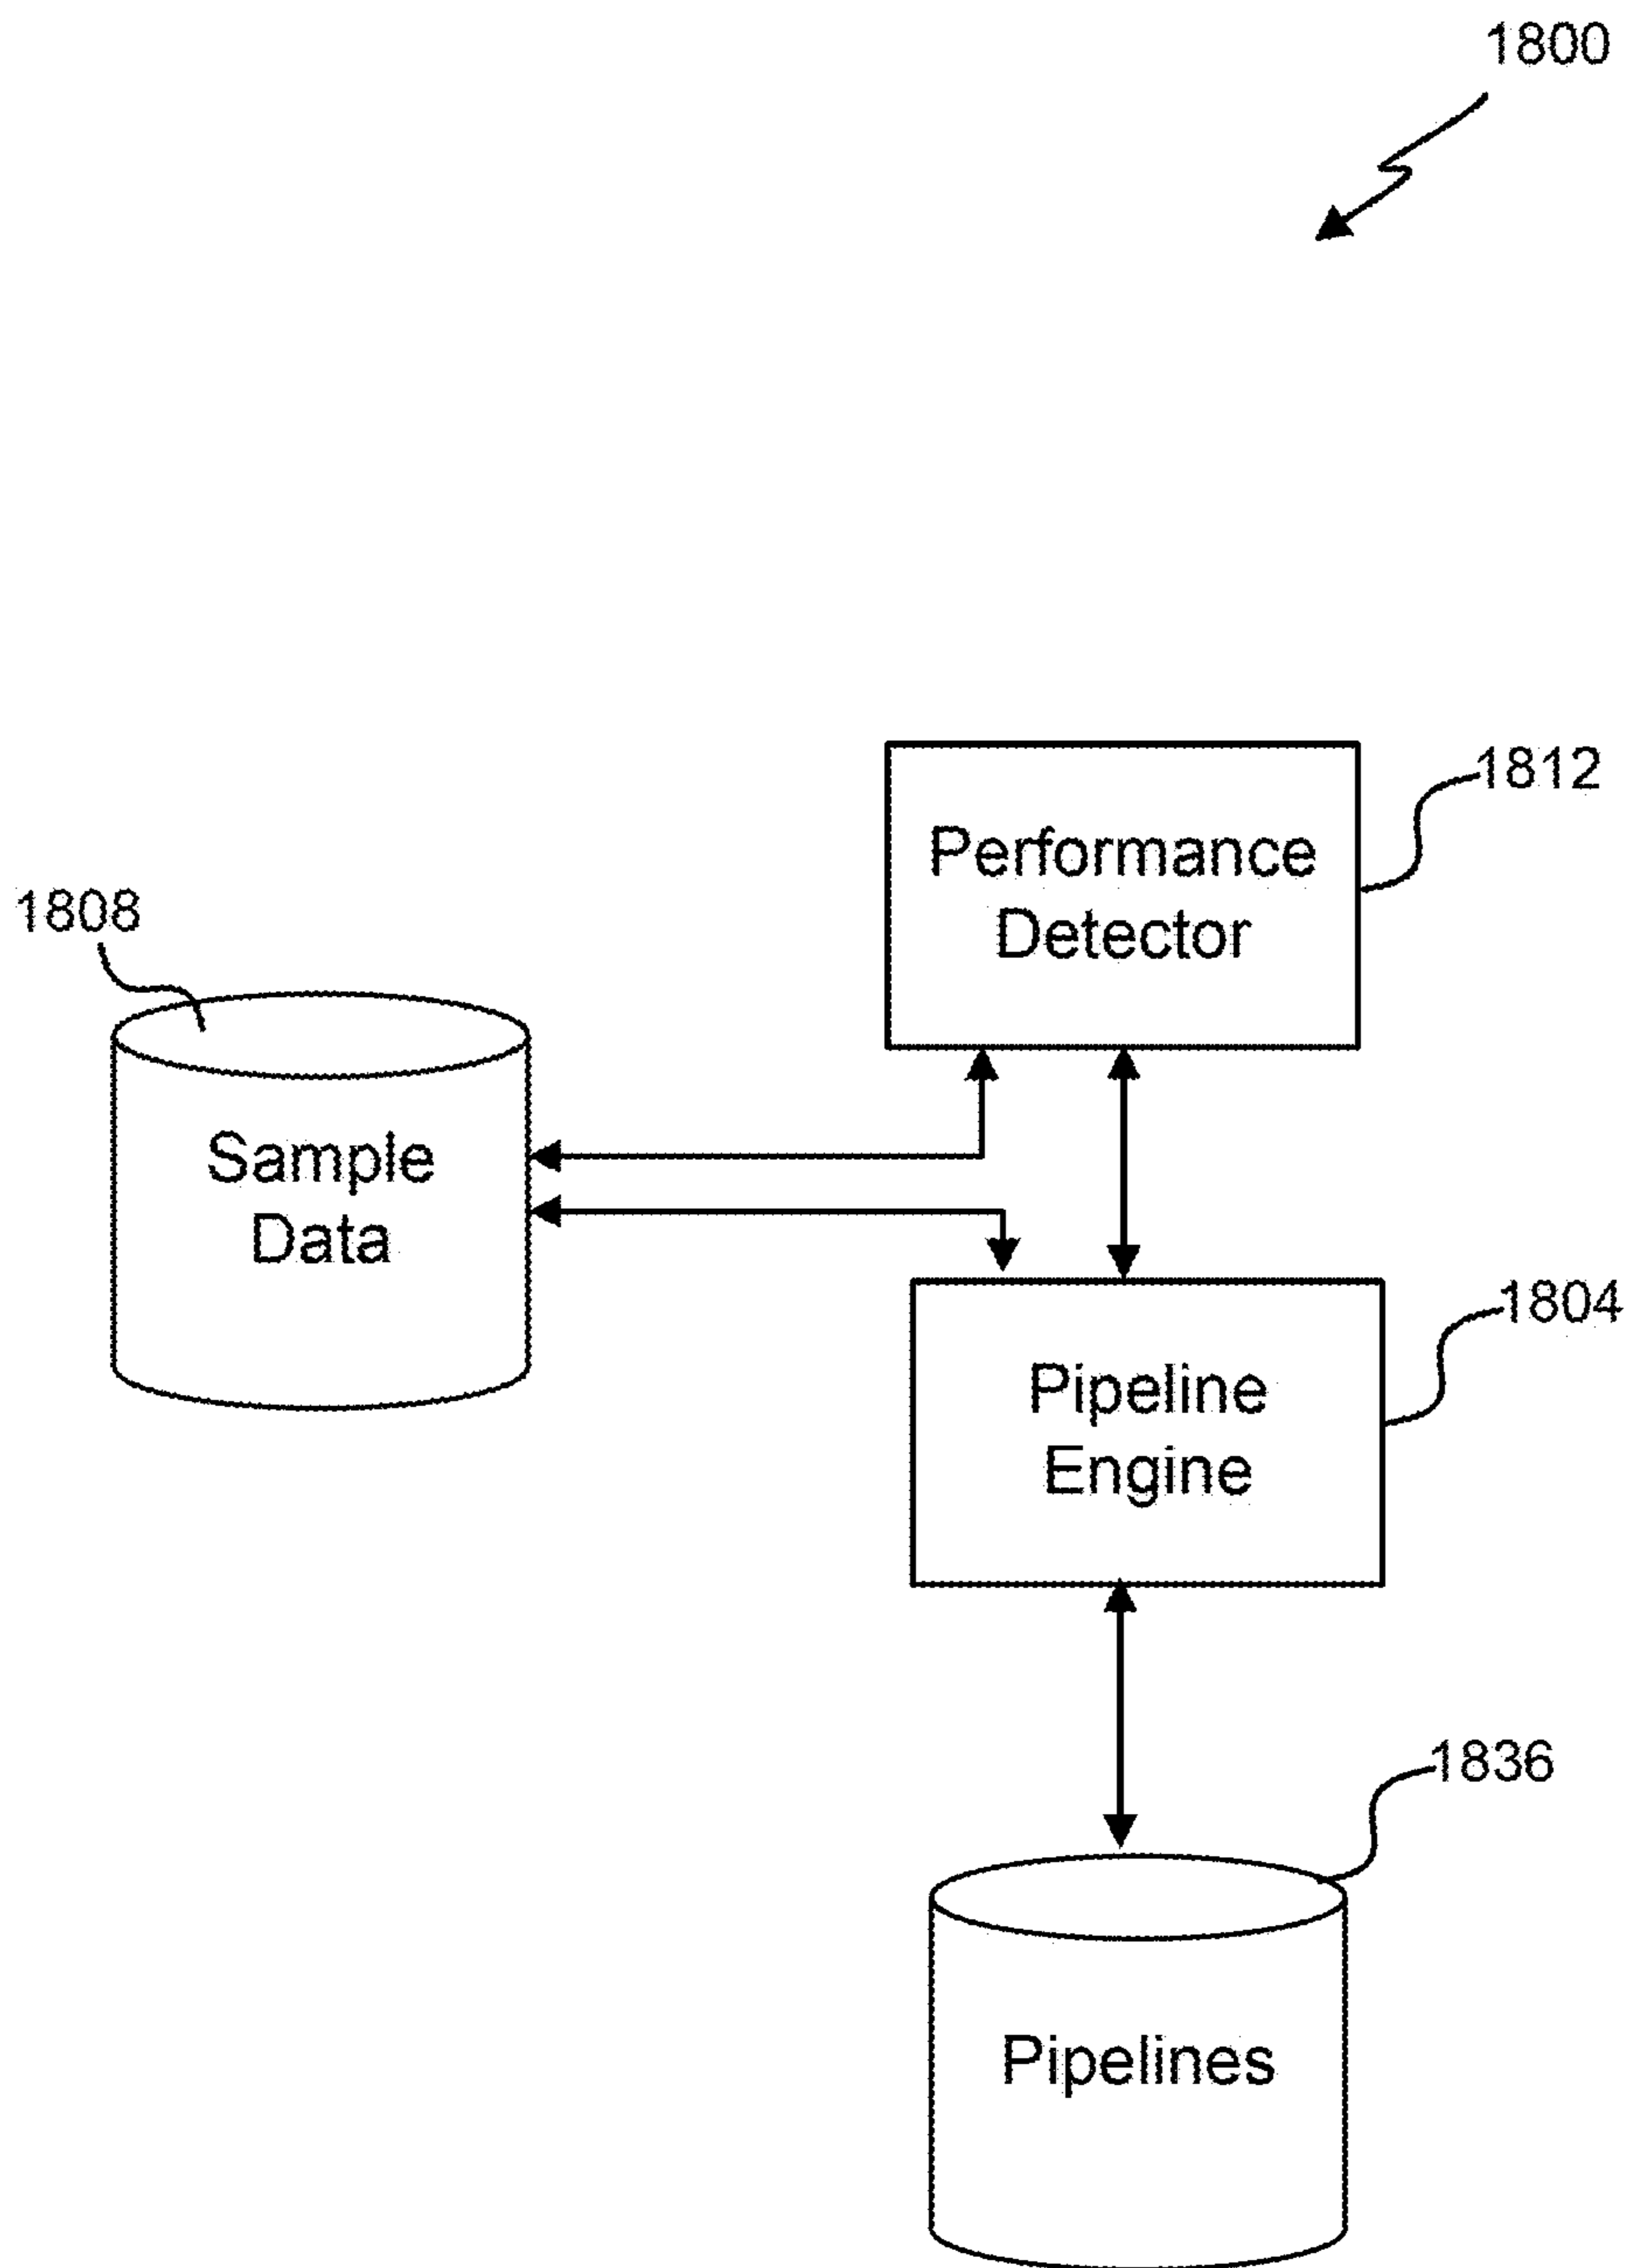 1800
1812
Performance
Detector
1808
Sample
Data
1804
Pipeline
Engine
1836
Pipelines